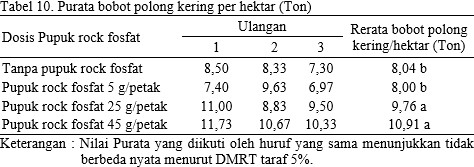 Tabel 10. Purata bobot polong kering per hektar (Ton)
Dosis Pupuk rock fosfat Ulangan Rerata bobot polong kering/hektar (Ton)
1 2 3
Tanpa pupuk rock fosfat 8,50 8,33 7,30 8,04 b
Pupuk rock fosfat 5 g/petak 7,40 9,63 6,97 8,00 b
Pupuk rock fosfat 25 g/petak 11,00 8,83 9,50 9,76 a
Pupuk rock fosfat 45 g/petak 11,73 10,67 10,33 10,91 a
Keterangan : Nilai Purata yang diikuti oleh huruf yang sama menunjukkan tidak
berbeda nyata menurut DMRT taraf 5%.